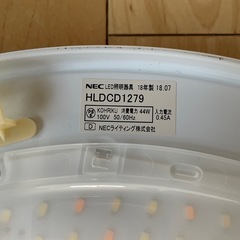 NEC LED照明器具 18年製 18.07
HLDCD1279
KOHRKU 消費電力 44W 入力電流
100V 50/60Hz 0.45A
D NECライティング株式会社